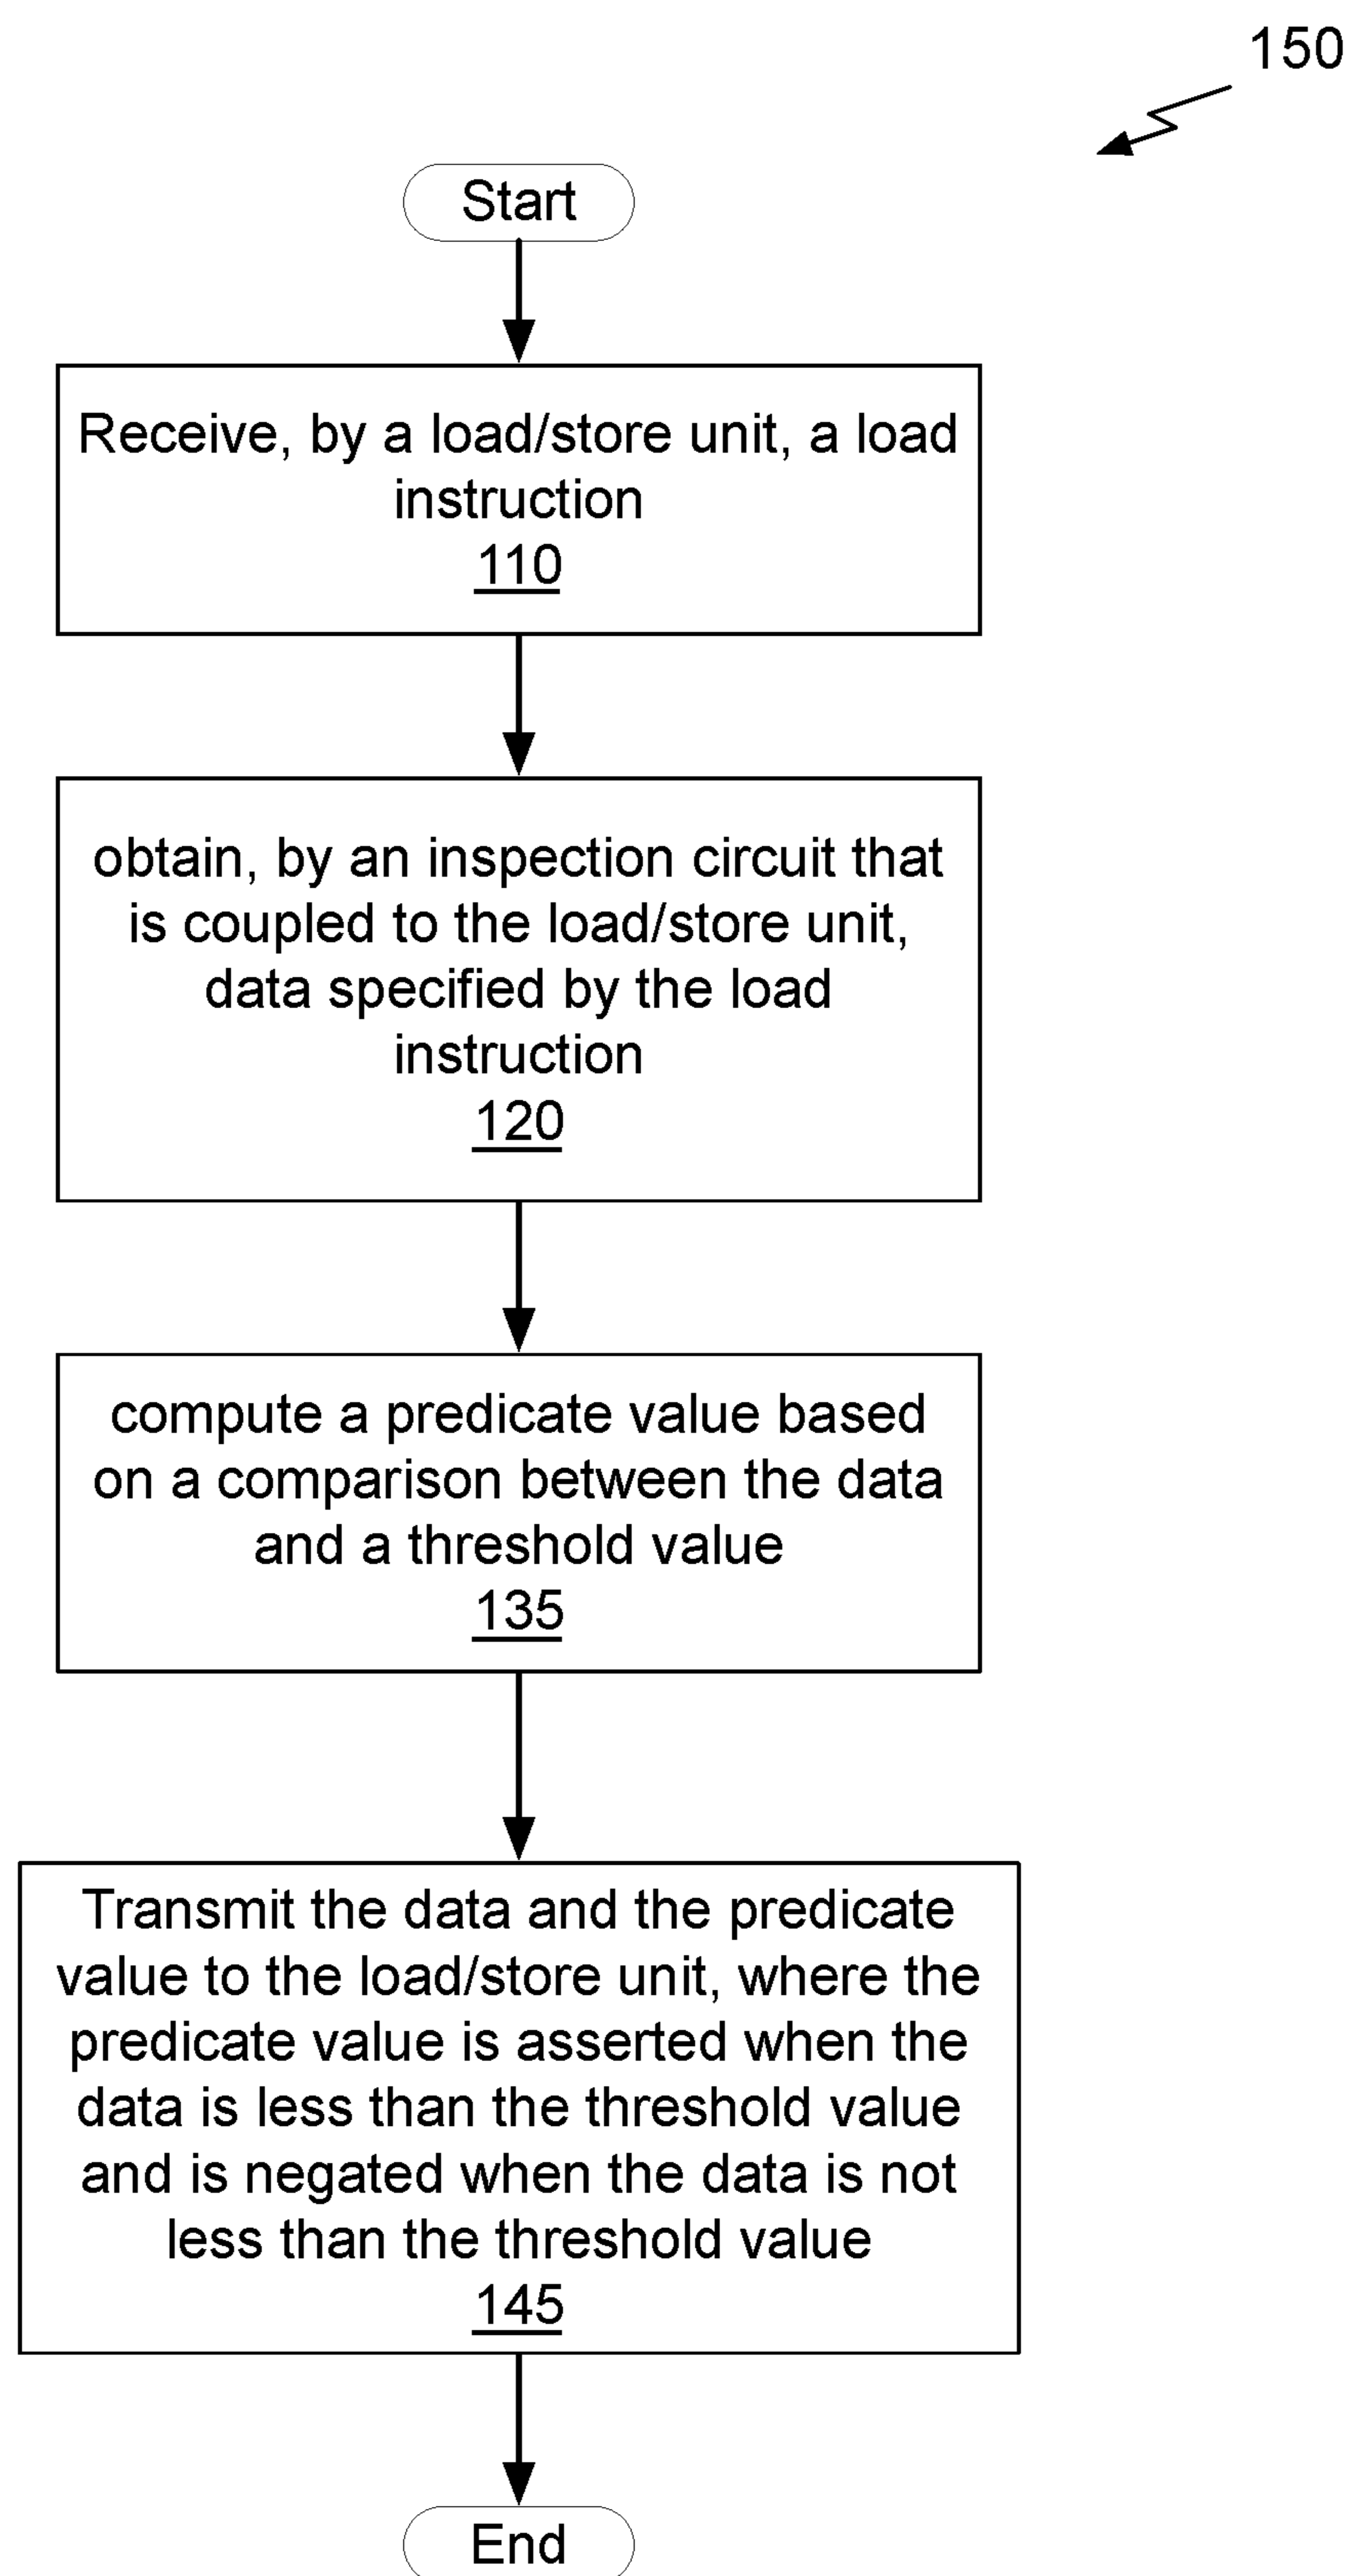 150
Start
Receive, by a load/store unit, a load
instruction
110
obtain, by an inspection circuit that
is coupled to the load/store unit,
data specified by the load
instruction
120
compute a predicate value based
on a comparison between the data
and a threshold value
135
Transmit the data and the predicate
value to the load/store unit, where the
predicate value is asserted when the
data is less than the threshold value
and is negated when the data is not
less than the threshold value
145
End